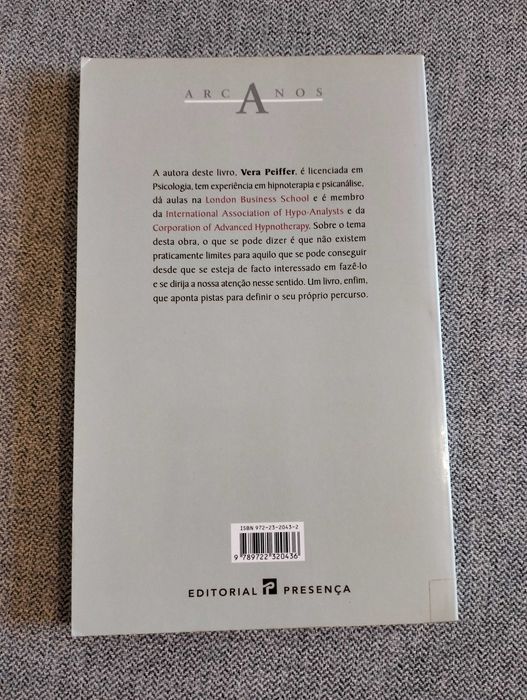 ARCANOS
A autora deste livro, Vera Peiffer, é licenciada em
Psicologia, tem experiência em hipnoterapia e psicanálise,
dá aulas na London Business School e é membro
da International Association of Hypo-Analysts e da
Corporation of Advanced Hypnotherapy. Sobre o tema
desta obra, o que se pode dizer é que não existem
praticamente limites para aquilo que se pode conseguir
desde que se esteja de facto interessado em fazê-lo
e se dirija a nossa atenção nesse sentido. Um livro, enfim,
que aponta pistas para definir o seu próprio percurso.
ISBN 972-23-2043-2
9 789722 320436
EDITORIAL PRESENÇA